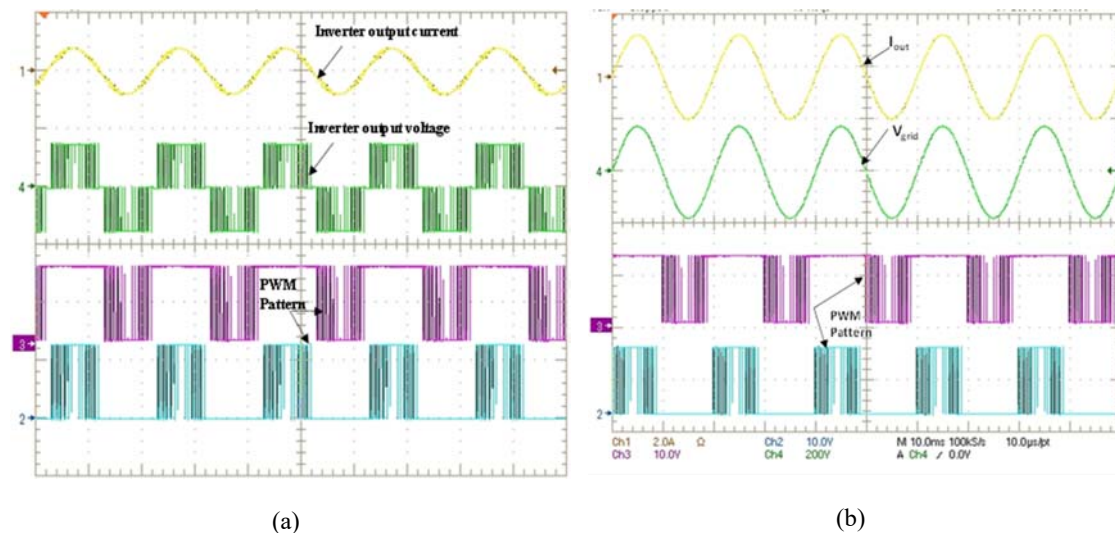 Inverter output current
1
Inverter output voltage
4
PWM
Pattern
3
2
(a)
I out
1
V grid
4
3
PWM
Pattern
2
Ch1 2.0A Ω Ch2 10.0V M 10.0ms 100kS/s 10.0µs/pt
Ch3 10.0V Ch4 200V A Ch4 / 0.0V
(b)